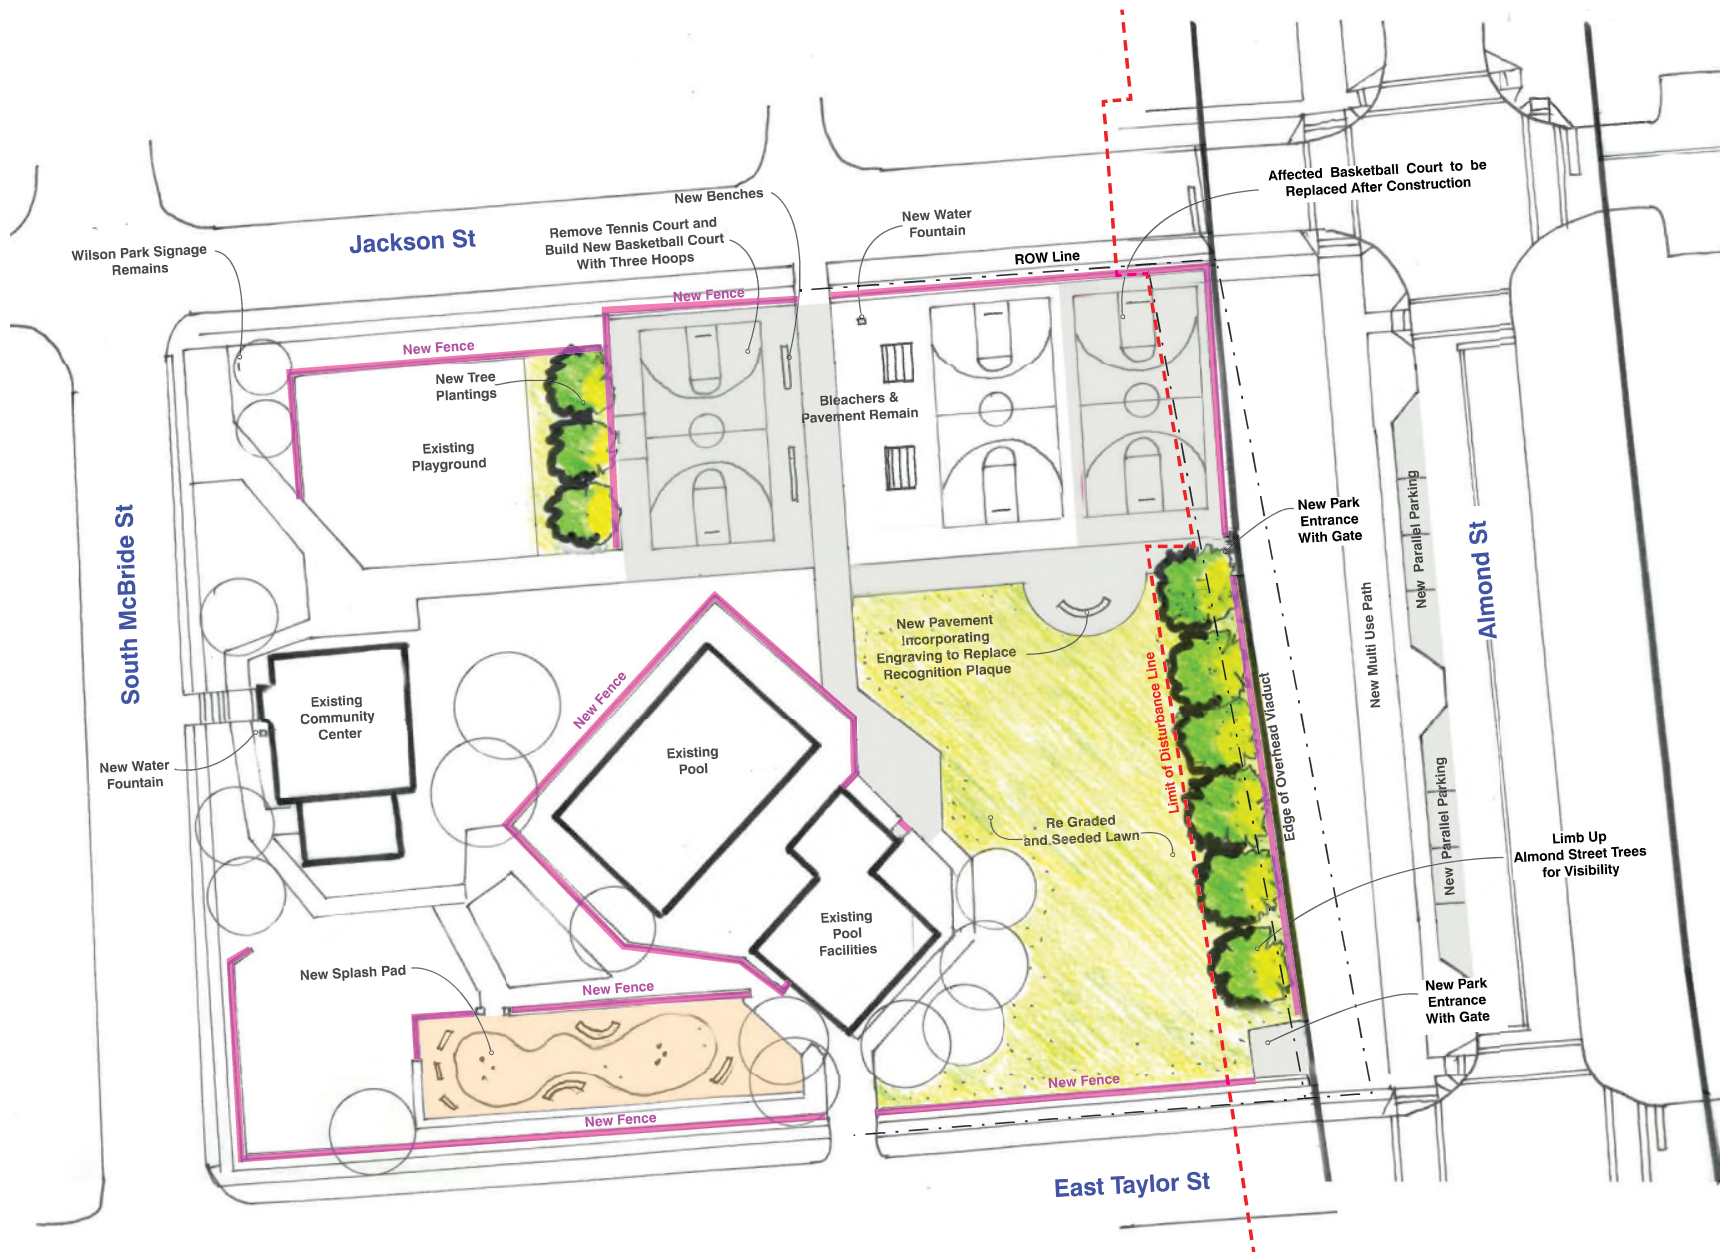 Affected Basketball Court to be
Replaced After Construction
New Benches
New Water
Fountain
Remove Tennis Court and
Build New Basketball Court
With Three Hoops
Jackson St
Wilson Park Signage
Remains
ROW Line
New Fence
New Fence
New Tree
Plantings
Bleachers &
Pavement Remain
Existing
Playground
New Park
Entrance
With Gate
New Parallel Parking
Almond St
South McBride St
New Multi Use Path
New Pavement
Incorporating
Engraving to Replace
Recognition Plaque
Limit of Disturbance Line
Edge of Overhead Viaduct
New Fence
Existing
Community
Center
Existing
Pool
New Water
Fountain
New Parallel Parking
Re Graded
and Seeded Lawn
Limb Up
Almond Street Trees
for Visibility
Existing
Pool
Facilities
New Splash Pad
New Fence
New Park
Entrance
With Gate
New Fence
New Fence
East Taylor St